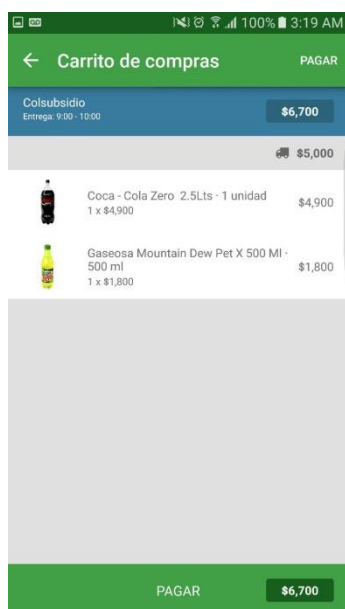 100% 3:19 AM
Carrito de compras PAGAR
Colsubsidio
Entrega: 9:00 - 10:00
$6,700
$5,000
Coca - Cola Zero 2.5Lts · 1 unidad
1 x $4,900
$4,900
Gaseosa Mountain Dew Pet X 500 Ml ·
500 ml
1 x $1,800
$1,800
PAGAR $6,700